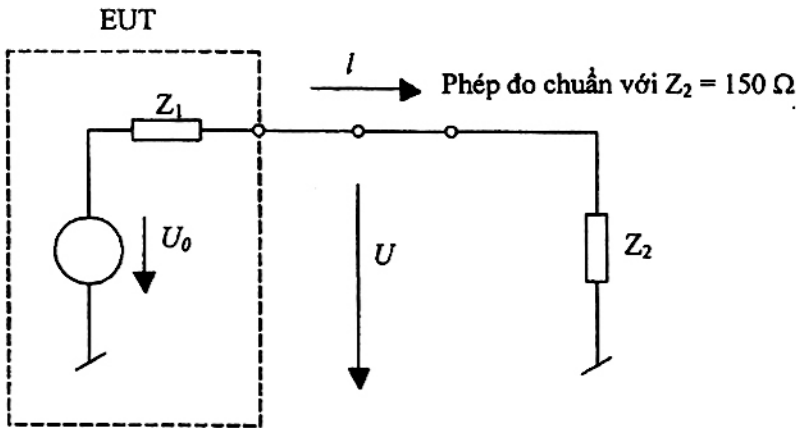 EUT
I
Phép đo chuẩn với Z₂ = 150 Ω
Z₁
U₀
U
Z₂